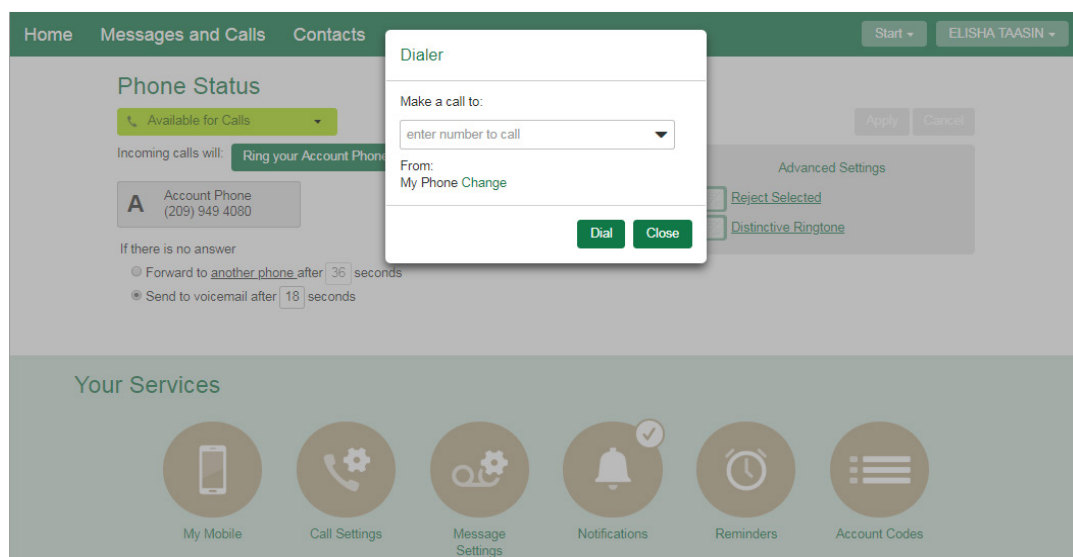 Home Messages and Calls Contacts Start ELISHA TAASIN
Dialer
Make a call to:
enter number to call
From:
My Phone Change
Dial Close
Phone Status
Available for Calls
Apply Cancel
Incoming calls will: Ring your Account Phone
A Account Phone
(209) 949 4080
If there is no answer
Forward to another phone after 36 seconds
Send to voicemail after 18 seconds
Advanced Settings
Reject Selected
Distinctive Ringtone
Your Services
My Mobile
Call Settings
Message
Settings
Notifications
Reminders
Account Codes